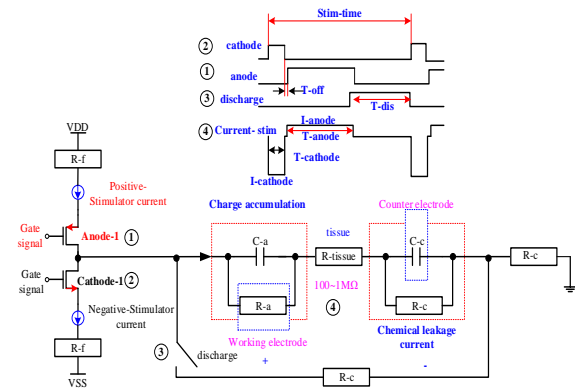 Stim-time
② cathode
① anode
T-off
③ discharge
T-dis
④ Current- stim
I-anode
T-anode
T-cathode
I-cathode
VDD
R-f
Positive-
Stimulator current
Gate
signal
Anode-1 ①
Gate
signal
Cathode-1 ②
Negative-Stimulator
current
R-f
VSS
Charge accumulation
C-a
R-a
Working electrode
+
③ discharge
tissue
R-tissue
100~1MΩ
④
Counter electrode
C-c
R-c
Chemical leakage
current
-
R-c
R-c